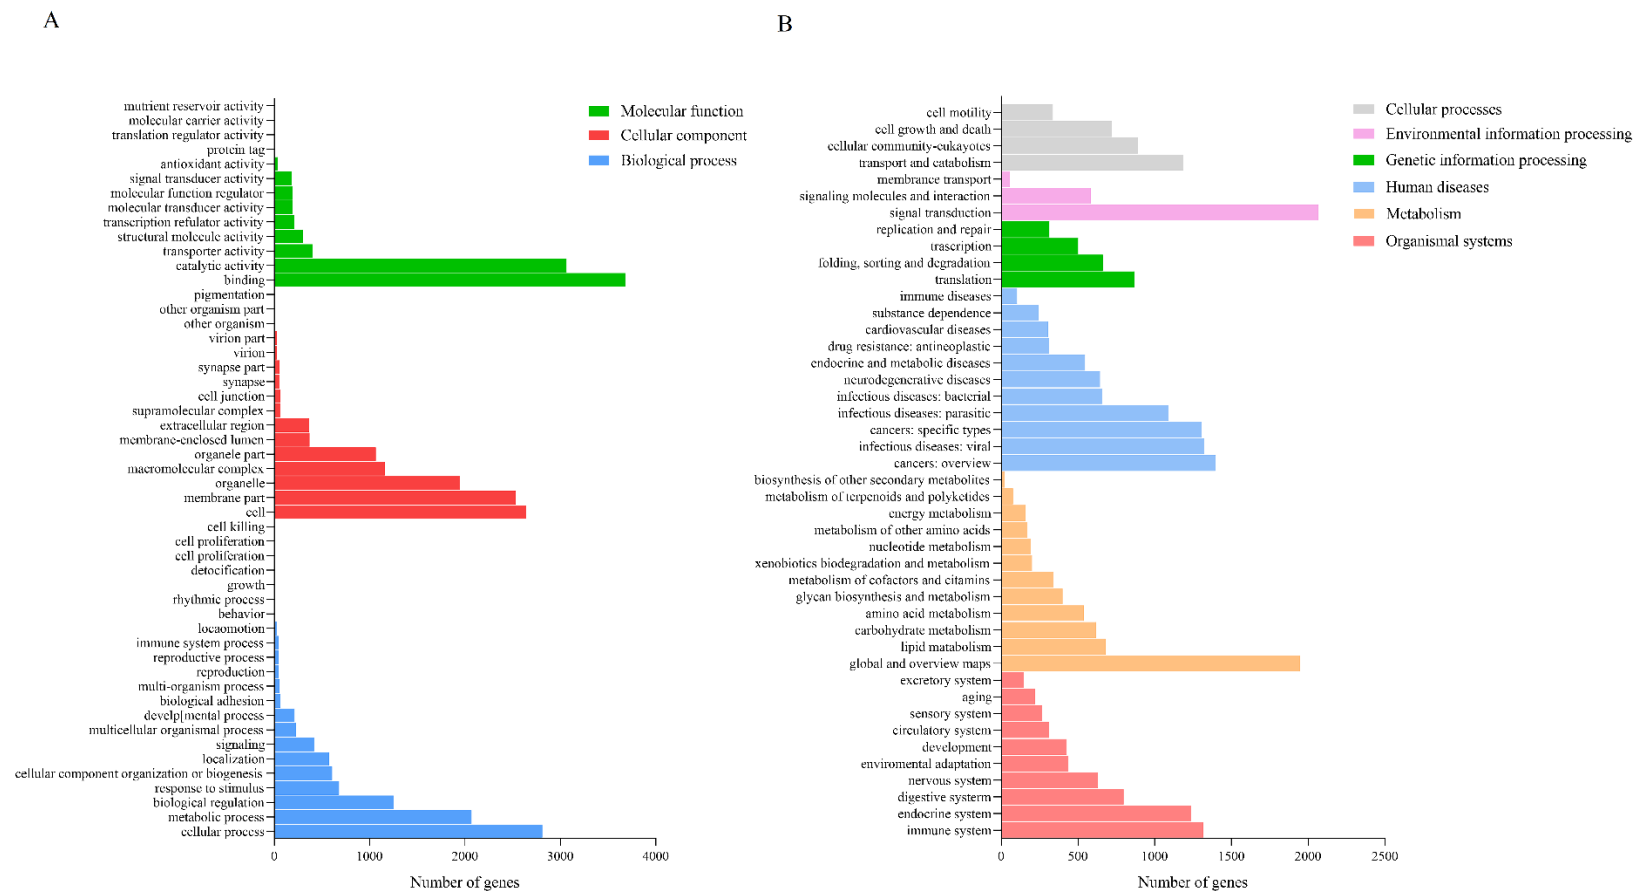 A
mutrient reservoir activity
molecular carrier activity
translation regulator activity
protein tag
antioxidant activity
signal transducer activity
molecular function regulator
molecular transducer activity
transcription refulator activity
structural molecule activity
transporter activity
catalytic activity
binding
pigmentation
other organism part
other organism
virion part
virion
synapse part
synapse
cell junction
supramolecular complex
extracellular region
membrane-enclosed lumen
organele part
macromolecular complex
organelle
membrane part
cell
cell killing
cell proliferation
cell proliferation
detocification
growth
rhythmic process
behavior
locaomotion
immune system process
reproductive process
reproduction
multi-organism process
biological adhesion
develp[mental process
multicellular organismal process
signaling
localization
cellular component organization or biogenesis
response to stimulus
biological regulation
metabolic process
cellular process
0 1000 2000 3000 4000
Number of genes
Molecular function
Cellular component
Biological process
B
cell motility
cell growth and death
cellular community-eukayotes
transport and catabolism
membrance transport
signaling molecules and interaction
signal transduction
replication and repair
trascription
folding, sorting and degradation
translation
immune diseases
substance dependence
cardiovascular diseases
drug resistance: antineoplastic
endocrine and metabolic diseases
neurodegenerative diseases
infectious diseases: bacterial
infectious diseases: parasitic
cancers: specific types
infectious diseases: viral
cancers: overview
biosynthesis of other secondary metabolites
metabolism of terpenoids and polyketides
energy metabolism
metabolism of other amino acids
nucleotide metabolism
xenobiotics biodegradation and metabolism
metabolism of cofactors and citamins
glycan biosynthesis and metabolism
amino acid metabolism
carbohydrate metabolism
lipid matabolism
global and overview maps
excretory system
aging
sensory system
circulatory system
development
enviromental adaptation
nervous system
digestive systerm
endocrine system
immune system
0 500 1000 1500 2000 2500
Number of genes
Cellular processes
Environmental information processing
Genetic information processing
Human diseases
Metabolism
Organismal systems